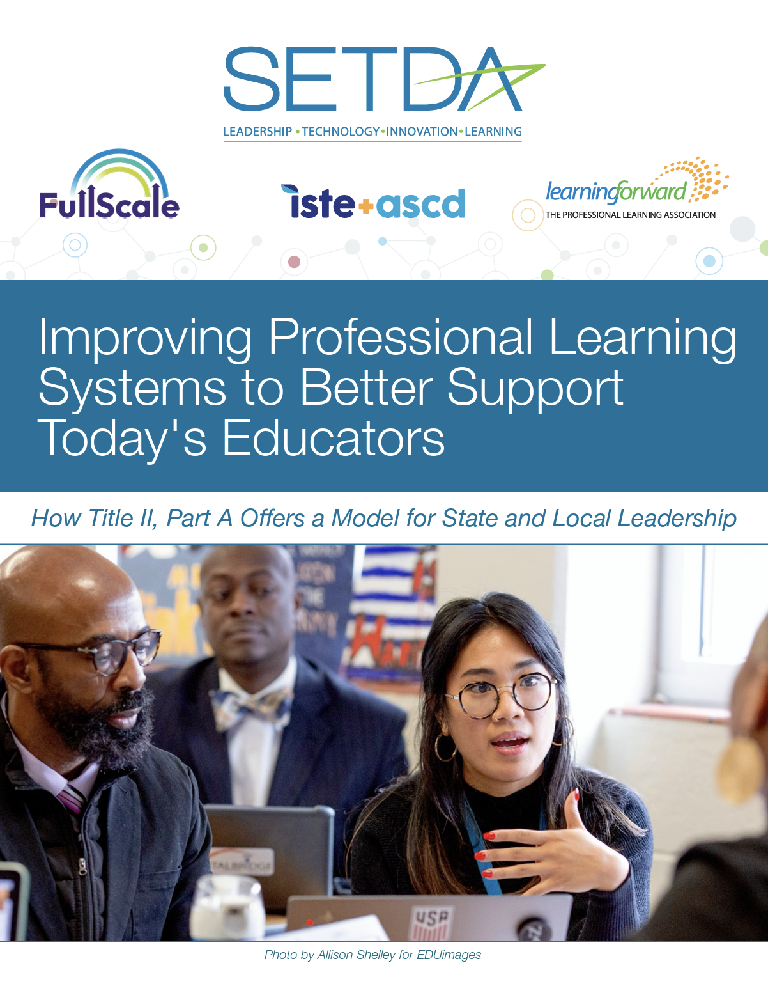 SETDA
LEADERSHIP • TECHNOLOGY • INNOVATION • LEARNING
FullScale
iste+ascd
learningforward
THE PROFESSIONAL LEARNING ASSOCIATION
Improving Professional Learning
Systems to Better Support
Today's Educators
How Title II, Part A Offers a Model for State and Local Leadership
USP
Photo by Allison Shelley for EDUimages